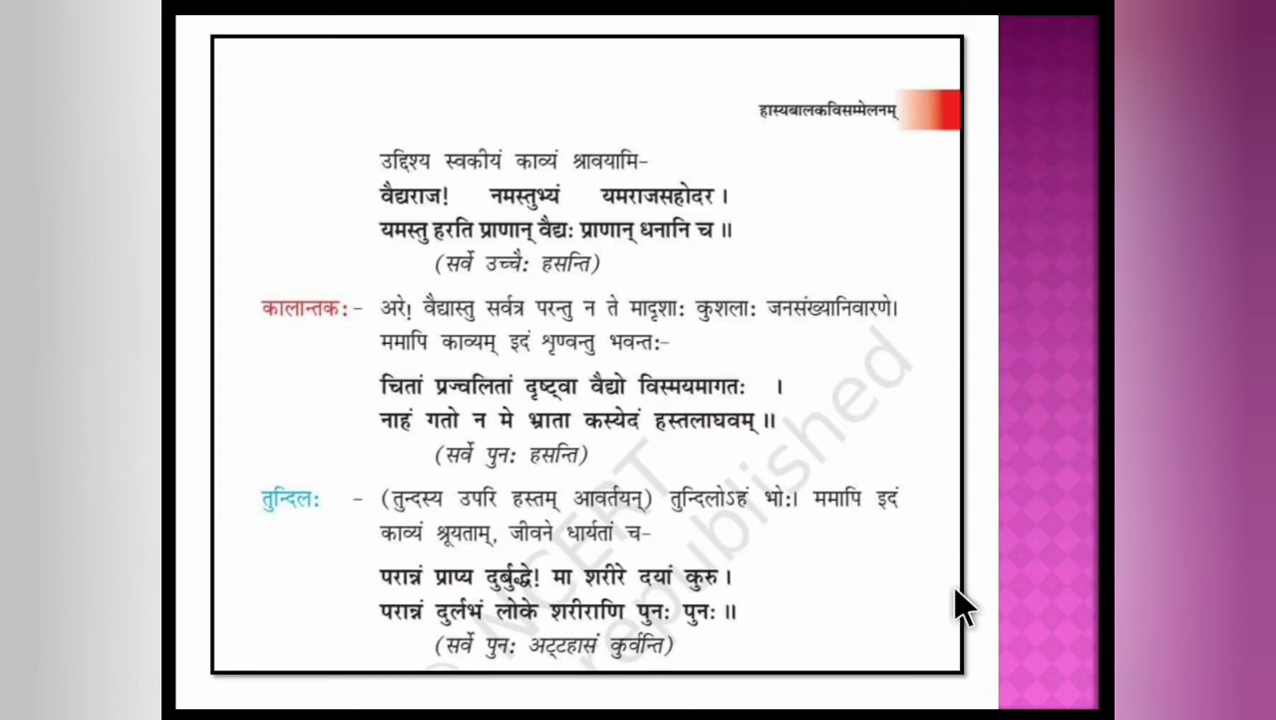 हास्यबालकविसम्मेलनम्
उद्दिश्य स्वकीयं काव्यं श्रावयामि-
वैद्यराज! नमस्तुभ्यं यमराजसहोदर ।
यमस्तु हरति प्राणान् वैद्यः प्राणान् धनानि च ॥
(सर्वे उच्चैः हसन्ति)
कालान्तकः - अरे! वैद्यास्तु सर्वत्र परन्तु न ते मादृशाः कुशलाः जनसंख्यानिवारणे।
ममापि काव्यम् इदं शृण्वन्तु भवन्तः-
चितां प्रज्वलितां दृष्ट्वा वैद्यो विस्मयमागतः ।
नाहं गतो न मे भ्राता कस्येदं हस्तलाघवम् ॥
(सर्वे पुनः हसन्ति)
तुन्दिलः - (तुन्दस्य उपरि हस्तम् आवर्तयन्) तुन्दिलोऽहं भोः। ममापि इदं
काव्यं श्रूयताम्, जीवने धार्यतां च-
परान्नं प्राप्य दुर्बुद्धे! मा शरीरे दयां कुरु ।
परान्नं दुर्लभं लोके शरीराणि पुनः पुनः ॥
(सर्वे पुनः अट्टहासं कुर्वन्ति)
© NCERT
republished